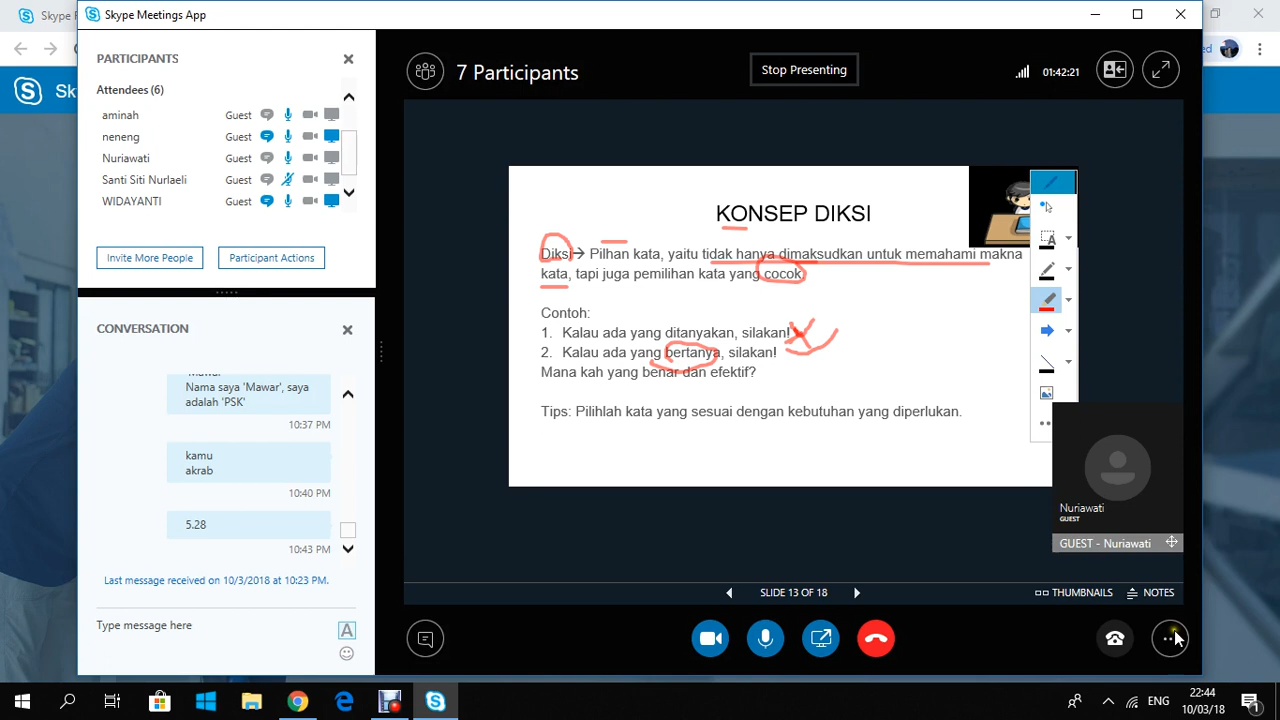 Skype
Skype Meetings App
Sk
ed
PARTICIPANTS
Attendees (6)
aminah Guest
neneng Guest
Nuriawati Guest
Santi Siti Nurlaeli Guest
WIDAYANTI Guest
Invite More People
Participant Actions
CONVERSATION
Nama saya 'Mawar', saya
adalah 'PSK'
10:37 PM
kamu
akrab
10:40 PM
5.28
10:43 PM
Last message received on 10/3/2018 at 10:23 PM.
Type message here
A
7 Participants
Stop Presenting
01:42:21
KONSEP DIKSI
Diksi→ Pilhan kata, yaitu tidak hanya dimaksudkan untuk memahami makna
kata, tapi juga pemilihan kata yang cocok.
Contoh:
1. Kalau ada yang ditanyakan, silakan!
2. Kalau ada yang bertanya, silakan!
Mana kah yang benar dan efektif?
Tips: Pilihlah kata yang sesuai dengan kebutuhan yang diperlukan.
A
Nuriawati
GUEST
GUEST - Nuriawati
SLIDE 13 OF 18
THUMBNAILS
NOTES
ENG
22:44
10/03/18
1